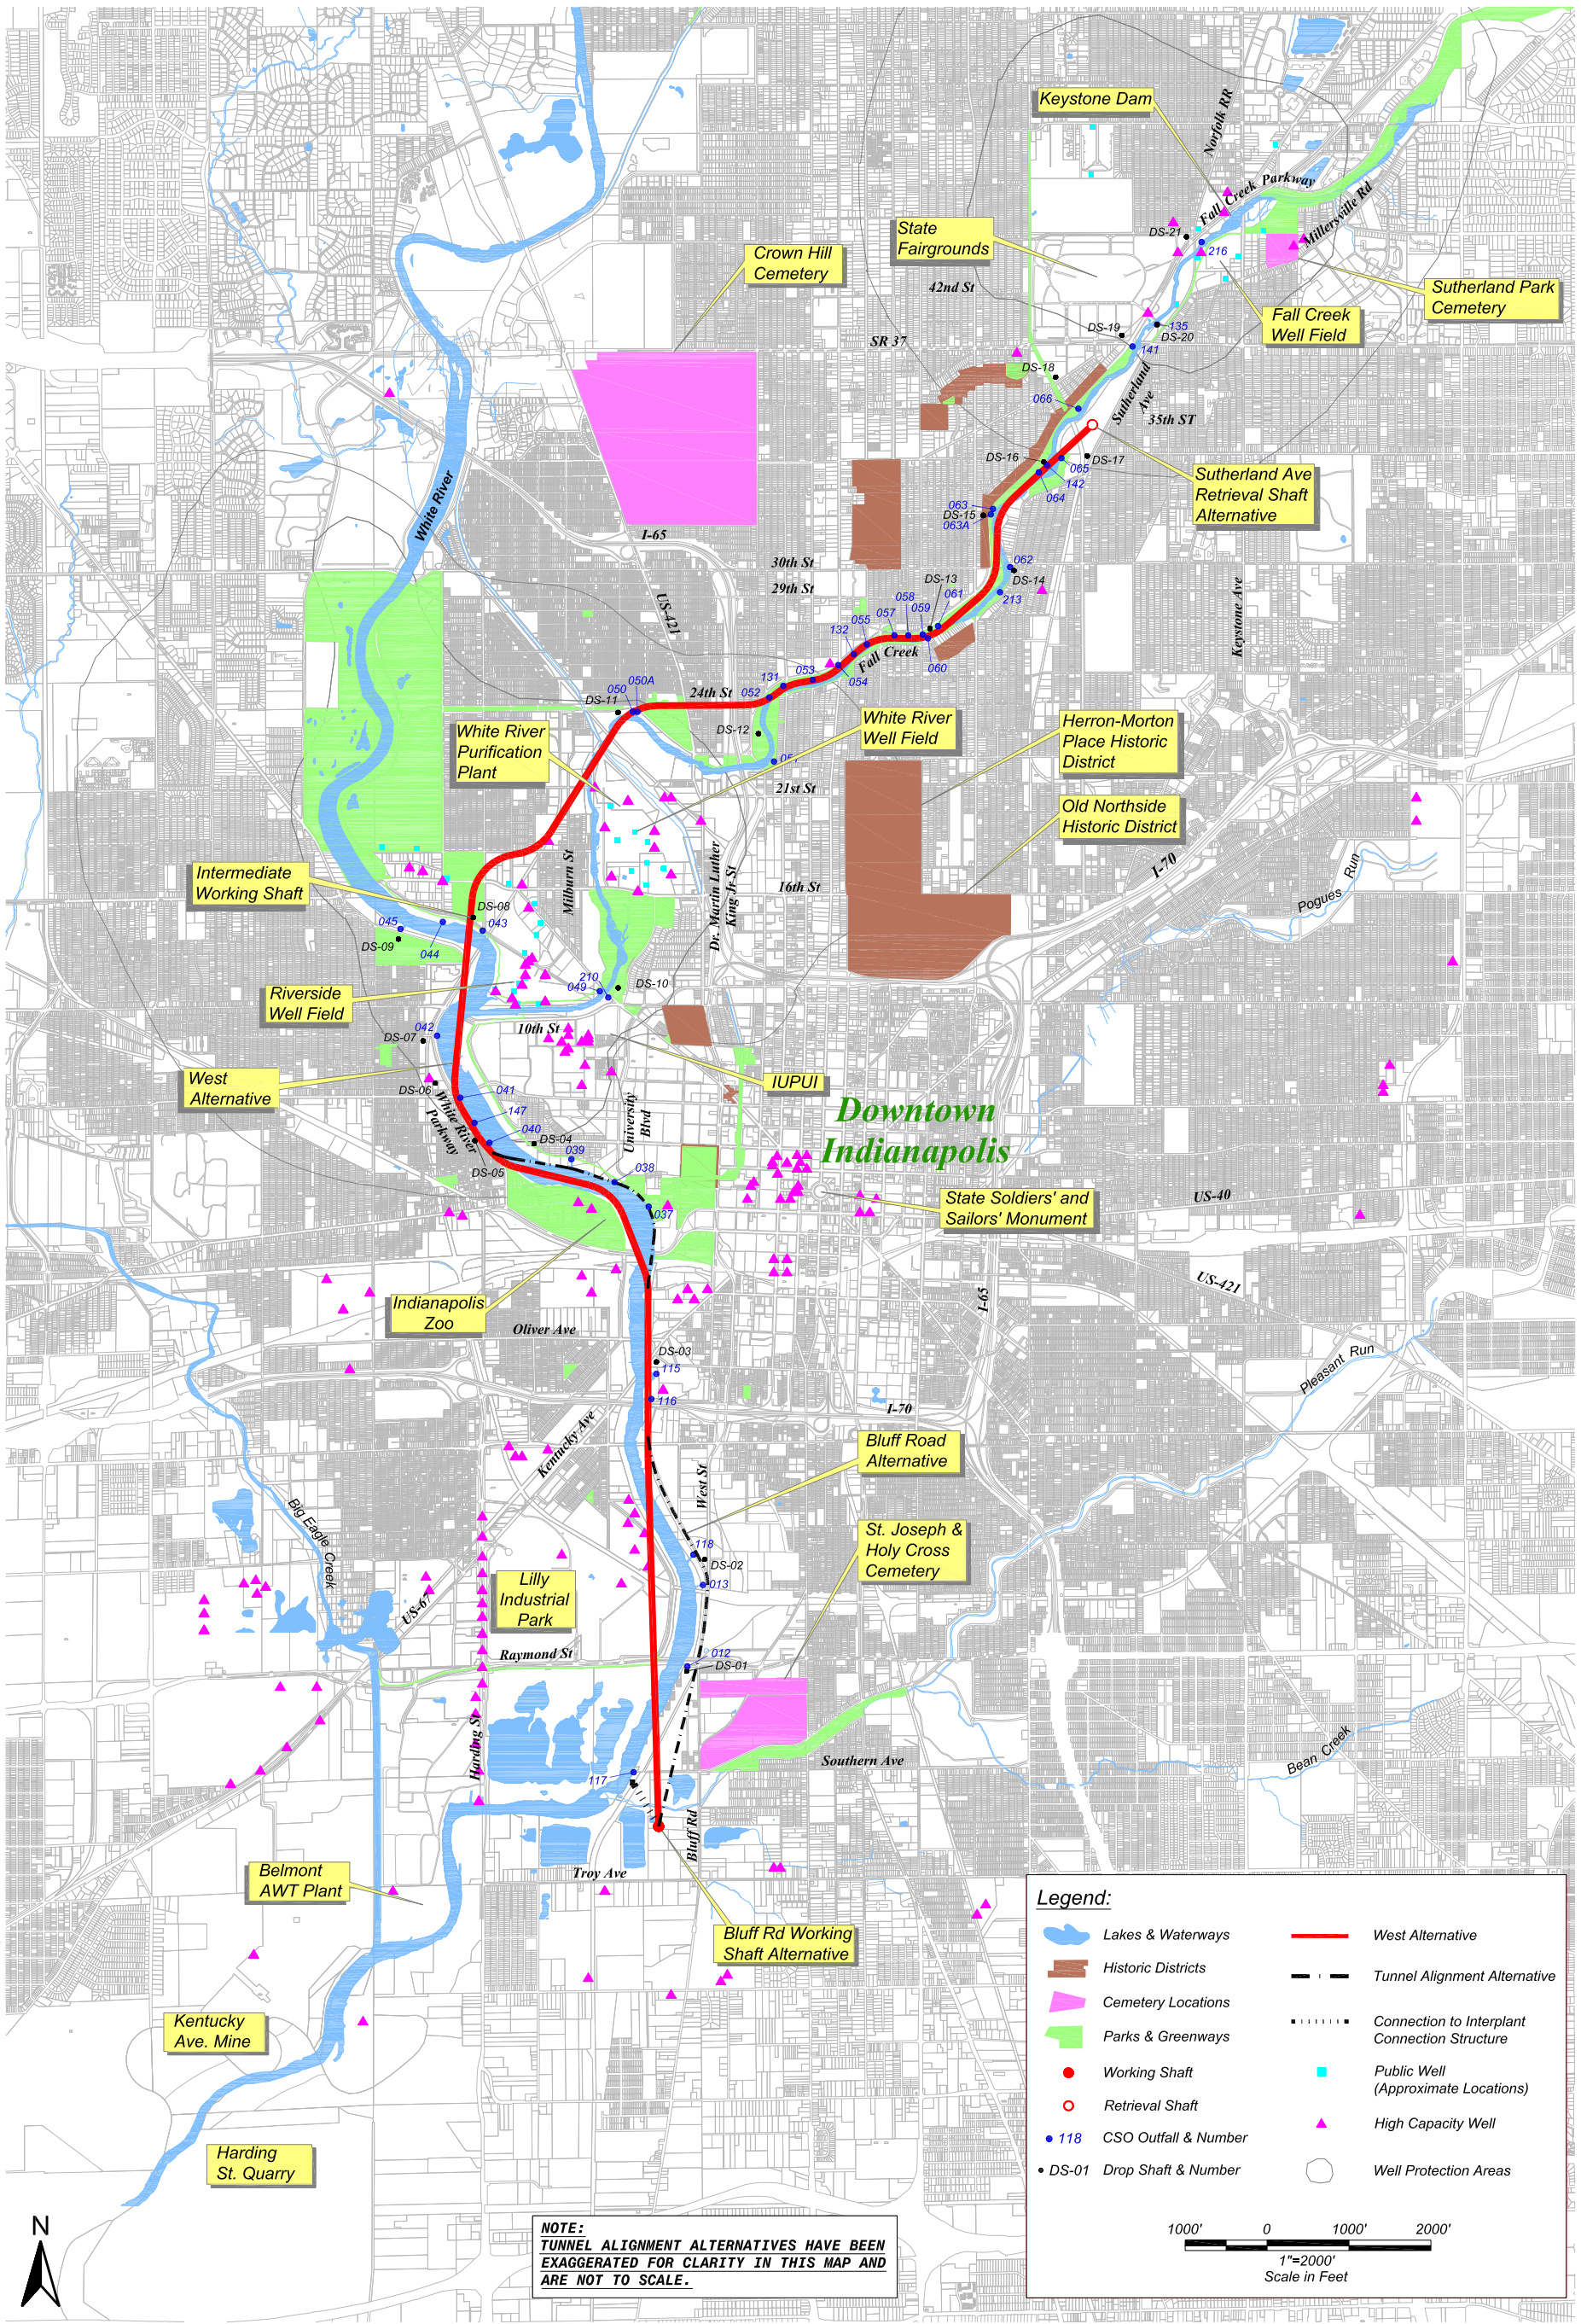 Keystone Dam
Norfolk RR
Fall Creek Parkway
Millersville Rd
State
Fairgrounds
DS-21
216
Crown Hill
Cemetery
42nd St
Sutherland Park
Cemetery
Fall Creek
Well Field
135
DS-19
DS-20
141
SR 37
DS-18
066
Sutherland
Ave
35th ST
DS-16
065
DS-17
142
064
Sutherland Ave
Retrieval Shaft
Alternative
White River
063
DS-15
063A
I-65
30th St
29th St
062
DS-14
DS-13
US-421
058
059
061
057
213
055
132
Fall Creek
060
Keystone Ave
053
054
131
050A
050
24th St
052
DS-11
White River
Well Field
Herron-Morton
Place Historic
District
White River
Purification
Plant
DS-12
05
21st St
Old Northside
Historic District
I-70
Intermediate
Working Shaft
Milburn St
Dr. Martin Luther
King Jr St
16th St
Pogues Run
DS-08
045
043
DS-09
044
210
049
DS-10
Riverside
Well Field
10th St
042
DS-07
West
Alternative
IUPUI
DS-06
041
White River
Parkway
147
040
DS-04
University
Blvd
Downtown
Indianapolis
039
DS-05
038
037
State Soldiers' and
Sailors' Monument
US-40
US-421
Indianapolis
Zoo
I-65
Oliver Ave
DS-03
115
116
Pleasant Run
I-70
Kentucky Ave
Bluff Road
Alternative
West St
Big Eagle Creek
118
DS-02
013
St. Joseph &
Holy Cross
Cemetery
Lilly
Industrial
Park
US-67
Raymond St
012
DS-01
Harding St
Southern Ave
Bean Creek
117
Bluff Rd
Troy Ave
Belmont
AWT Plant
Bluff Rd Working
Shaft Alternative
Kentucky
Ave. Mine
Harding
St. Quarry
N
NOTE:
TUNNEL ALIGNMENT ALTERNATIVES HAVE BEEN
EXAGGERATED FOR CLARITY IN THIS MAP AND
ARE NOT TO SCALE.
Legend:
Lakes & Waterways
Historic Districts
Cemetery Locations
Parks & Greenways
Working Shaft
Retrieval Shaft
118 CSO Outfall & Number
DS-01 Drop Shaft & Number
West Alternative
Tunnel Alignment Alternative
Connection to Interplant
Connection Structure
Public Well
(Approximate Locations)
High Capacity Well
Well Protection Areas
1000' 0 1000' 2000'
1"=2000'
Scale in Feet